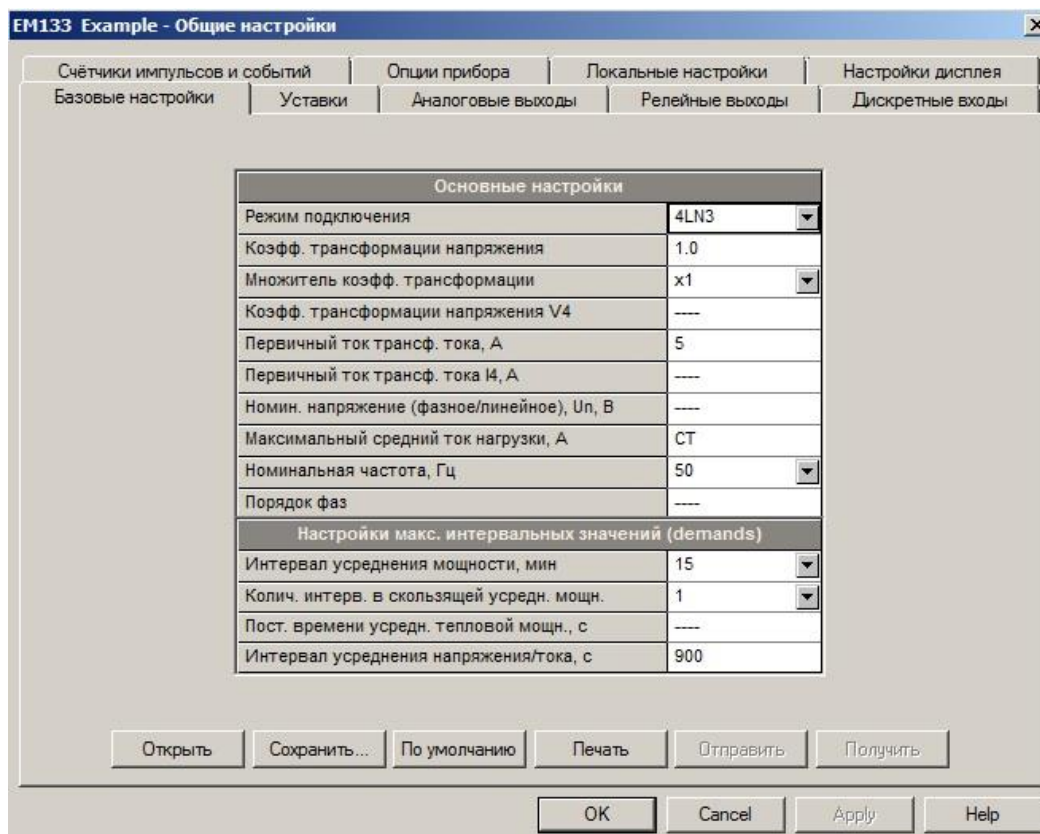 EM133 Example - Общие настройки
Счётчики импульсов и событий Опции прибора Локальные настройки Настройки дисплея
Базовые настройки Уставки Аналоговые выходы Релейные выходы Дискретные входы
Основные настройки
Режим подключения 4LN3
Коэфф. трансформации напряжения 1.0
Множитель коэфф. трансформации x1
Коэфф. трансформации напряжения V4 ----
Первичный ток трансф. тока, А 5
Первичный ток трансф. тока I4, А ----
Номин. напряжение (фазное/линейное), Un, В ----
Максимальный средний ток нагрузки, А CT
Номинальная частота, Гц 50
Порядок фаз ----
Настройки макс. интервальных значений (demands)
Интервал усреднения мощности, мин 15
Колич. интерв. в скользящей усредн. мощн. 1
Пост. времени усредн. тепловой мощн., с ----
Интервал усреднения напряжения/тока, с 900
Открыть Сохранить... По умолчанию Печать Отправить Получить
OK Cancel Apply Help